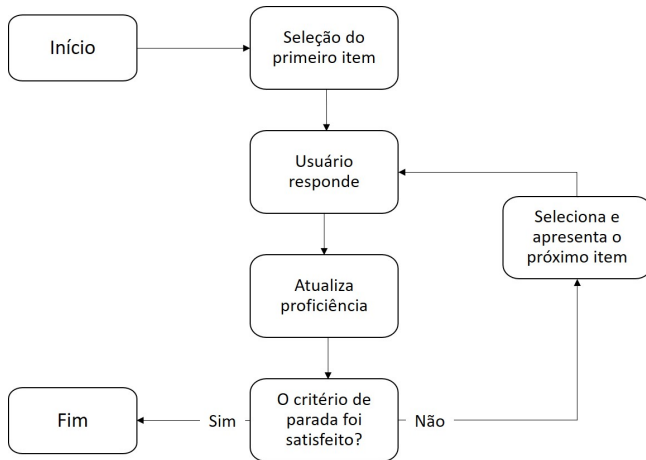 Início
Seleção do
primeiro item
Usuário
responde
Seleciona e
apresenta o
próximo item
Atualiza
proficiência
O critério de
parada foi
satisfeito?
Sim
Não
Fim